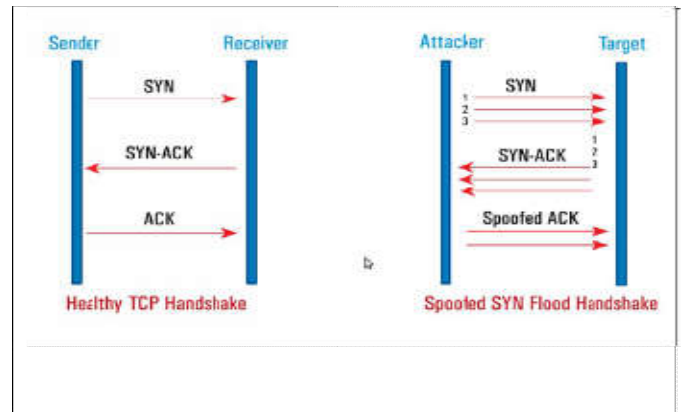 Sender Receiver
SYN
SYN-ACK
ACK
Healthy TCP Handshake
Attacker Target
SYN
1
2
3
1
2
3
SYN-ACK
Spoofed ACK
Spoofed SYN Flood Handshake